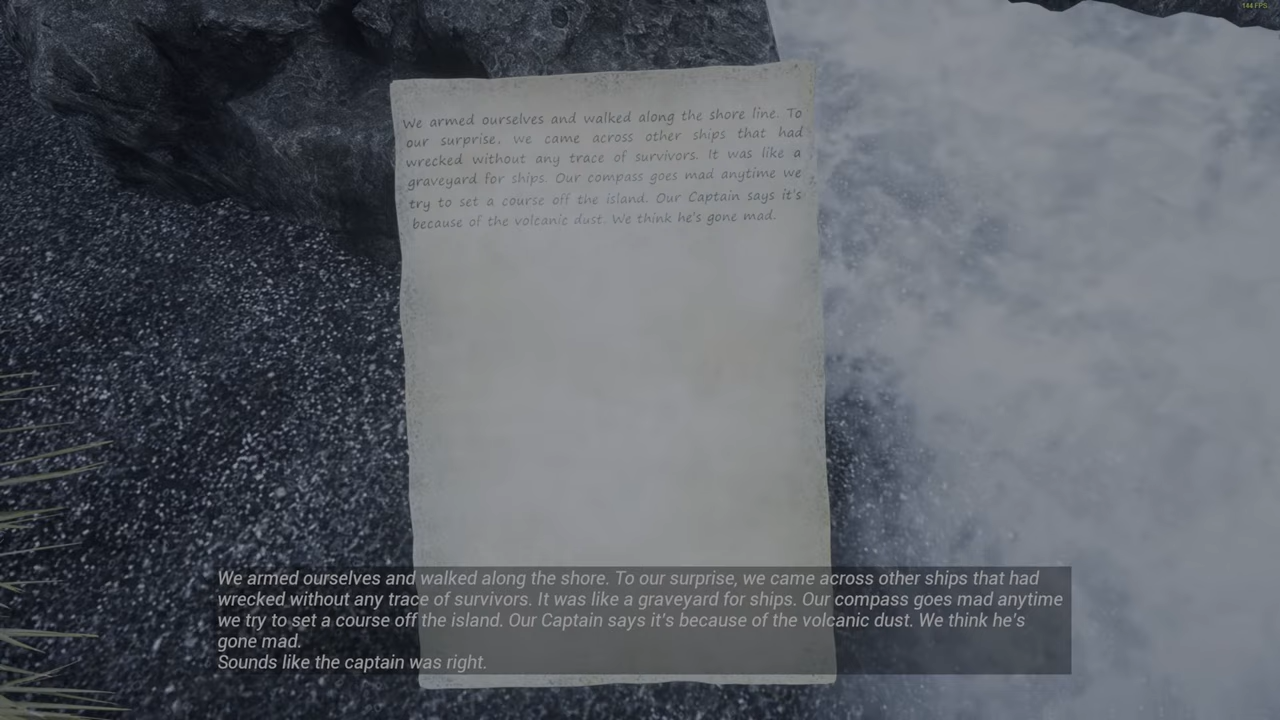 144 FPS
We armed ourselves and walked along the shore line. To
our surprise, we came across other ships that had
wrecked without any trace of survivors. It was like a
graveyard for ships. Our compass goes mad anytime we
try to set a course off the island. Our Captain says it's
because of the volcanic dust. We think he's gone mad.
We armed ourselves and walked along the shore. To our surprise, we came across other ships that had
wrecked without any trace of survivors. It was like a graveyard for ships. Our compass goes mad anytime
we try to set a course off the island. Our Captain says it's because of the volcanic dust. We think he's
gone mad.
Sounds like the captain was right.